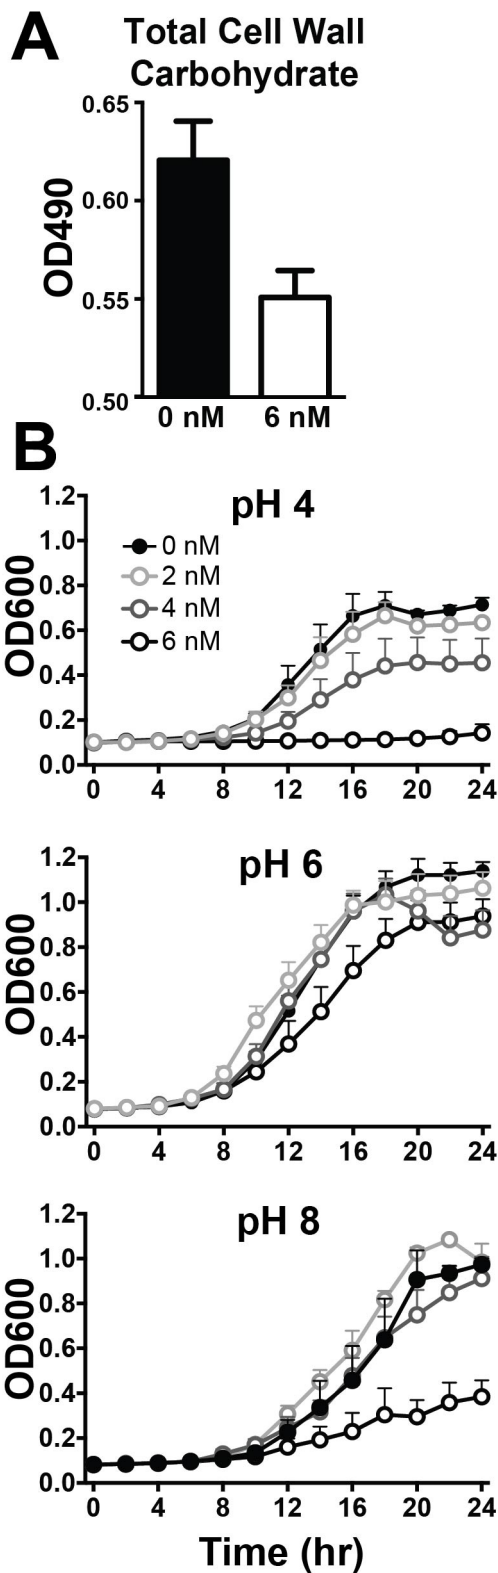 A
Total Cell Wall
Carbohydrate
OD490
0.65
0.60
0.55
0.50
0 nM 6 nM
B
pH 4
OD600
1.2
1.0
0.8
0.6
0.4
0.2
0.0
0 nM
2 nM
4 nM
6 nM
0 4 8 12 16 20 24
pH 6
OD600
1.2
1.0
0.8
0.6
0.4
0.2
0.0
0 4 8 12 16 20 24
pH 8
OD600
1.2
1.0
0.8
0.6
0.4
0.2
0.0
0 4 8 12 16 20 24
Time (hr)